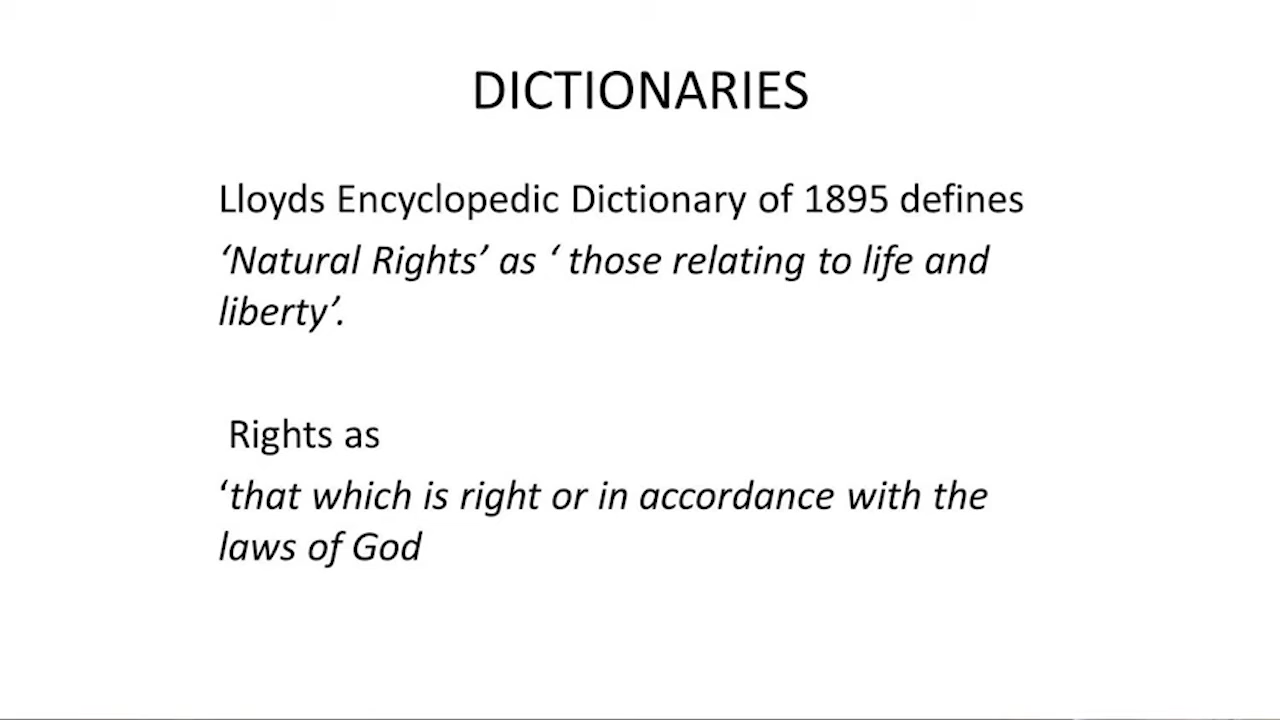 DICTIONARIES
Lloyds Encyclopedic Dictionary of 1895 defines
‘Natural Rights’ as ‘ those relating to life and
liberty’.
Rights as
‘that which is right or in accordance with the
laws of God